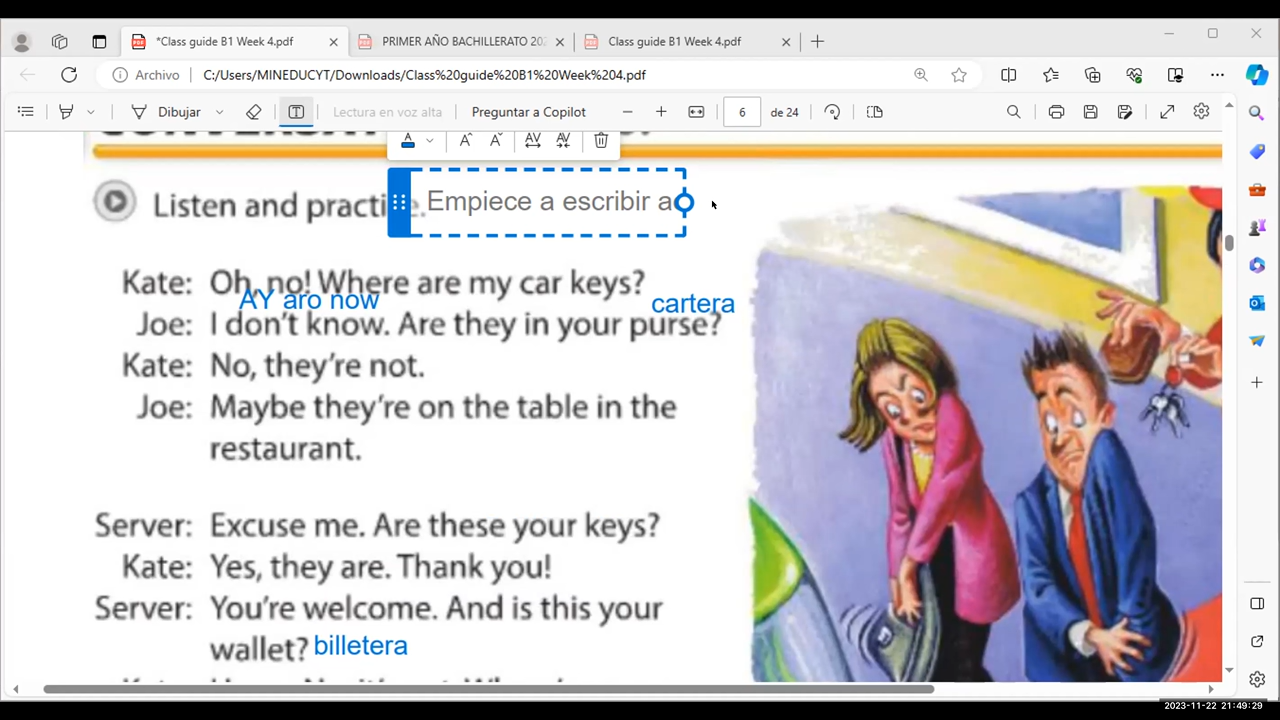 *Class guide B1 Week 4.pdf
PRIMER AÑO BACHILLERATO 202
Class guide B1 Week 4.pdf
Archivo
C:/Users/MINEDUCYT/Downloads/Class%20guide%20B1%20Week%204.pdf
Dibujar
Lectura en voz alta
Preguntar a Copilot
6
de 24
Listen and practice.
Empiece a escribir a
Kate: Oh, no! Where are my car keys?
AY aro now
cartera
Joe: I don't know. Are they in your purse?
Kate: No, they're not.
Joe: Maybe they're on the table in the
restaurant.
Server: Excuse me. Are these your keys?
Kate: Yes, they are. Thank you!
Server: You're welcome. And is this your
wallet?
billetera
2023-11-22 21:49:29